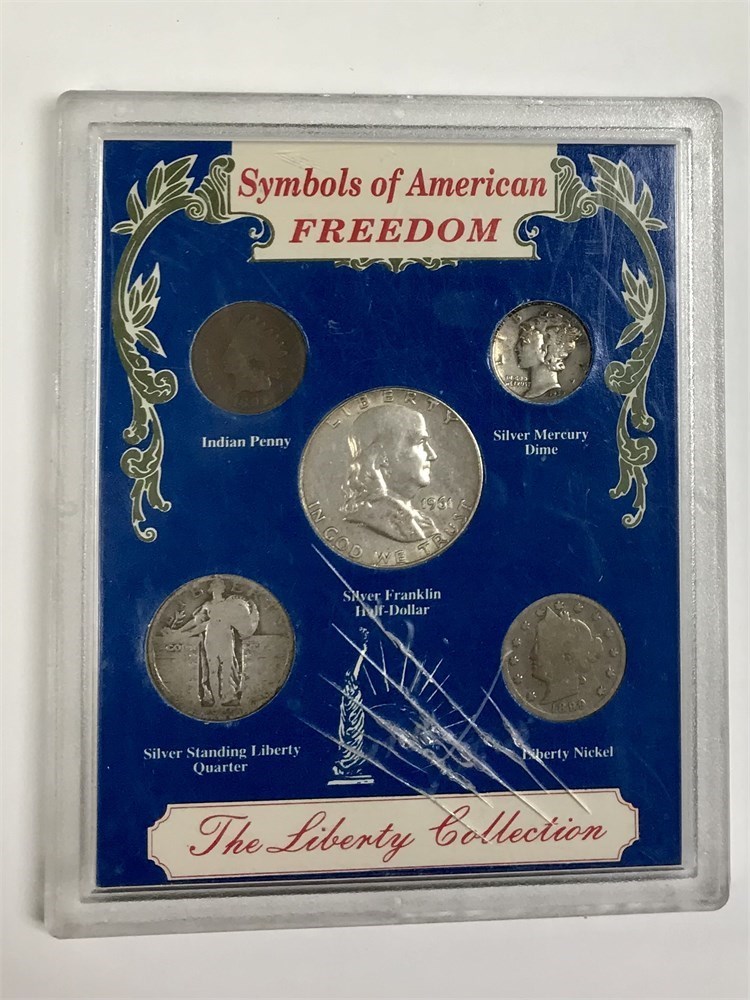 Symbols of American
FREEDOM
Indian Penny
Silver Mercury
Dime
LIBERTY
1961
IN GOD WE TRUST
Silver Franklin
Half-Dollar
Silver Standing Liberty
Quarter
Liberty Nickel
The Liberty Collection